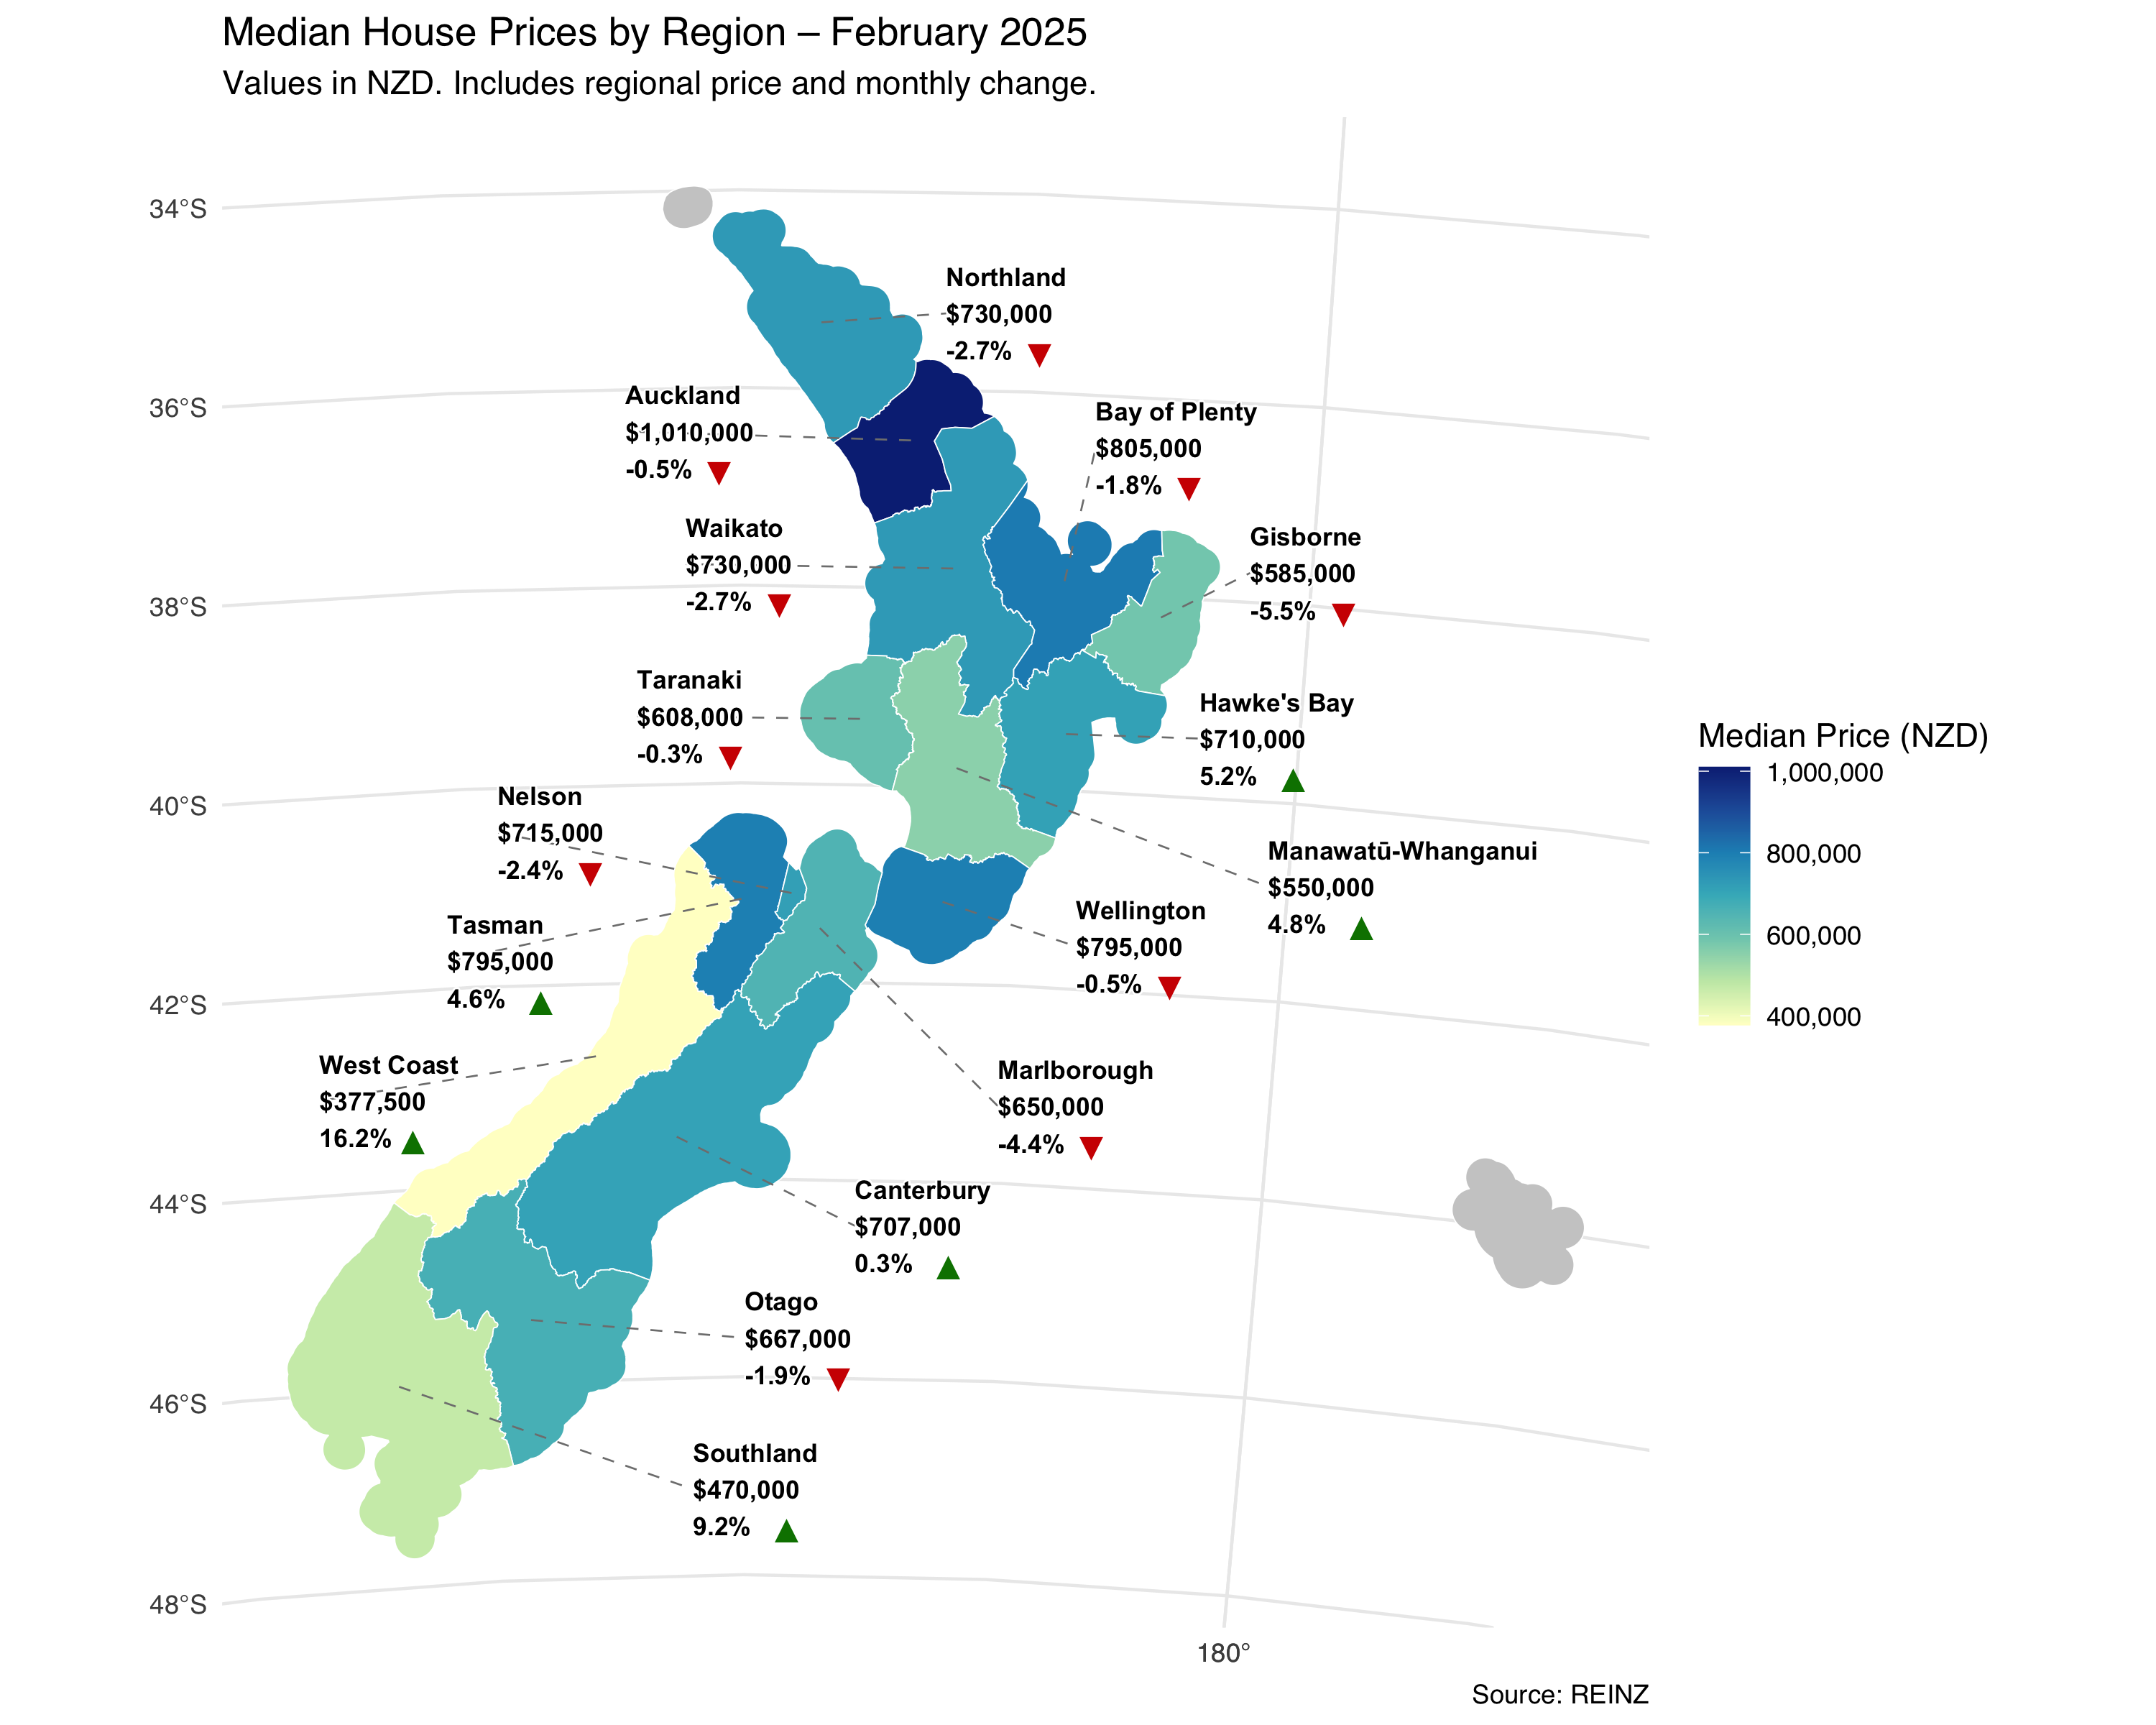 Median House Prices by Region – February 2025
Values in NZD. Includes regional price and monthly change.
34°S
36°S
38°S
40°S
42°S
44°S
46°S
48°S
180°
Northland
$730,000
-2.7%
Auckland
$1,010,000
-0.5%
Bay of Plenty
$805,000
-1.8%
Waikato
$730,000
-2.7%
Gisborne
$585,000
-5.5%
Taranaki
$608,000
-0.3%
Hawke's Bay
$710,000
5.2%
Nelson
$715,000
-2.4%
Manawatū-Whanganui
$550,000
4.8%
Tasman
$795,000
4.6%
Wellington
$795,000
-0.5%
West Coast
$377,500
16.2%
Marlborough
$650,000
-4.4%
Canterbury
$707,000
0.3%
Otago
$667,000
-1.9%
Southland
$470,000
9.2%
Median Price (NZD)
1,000,000
800,000
600,000
400,000
Source: REINZ